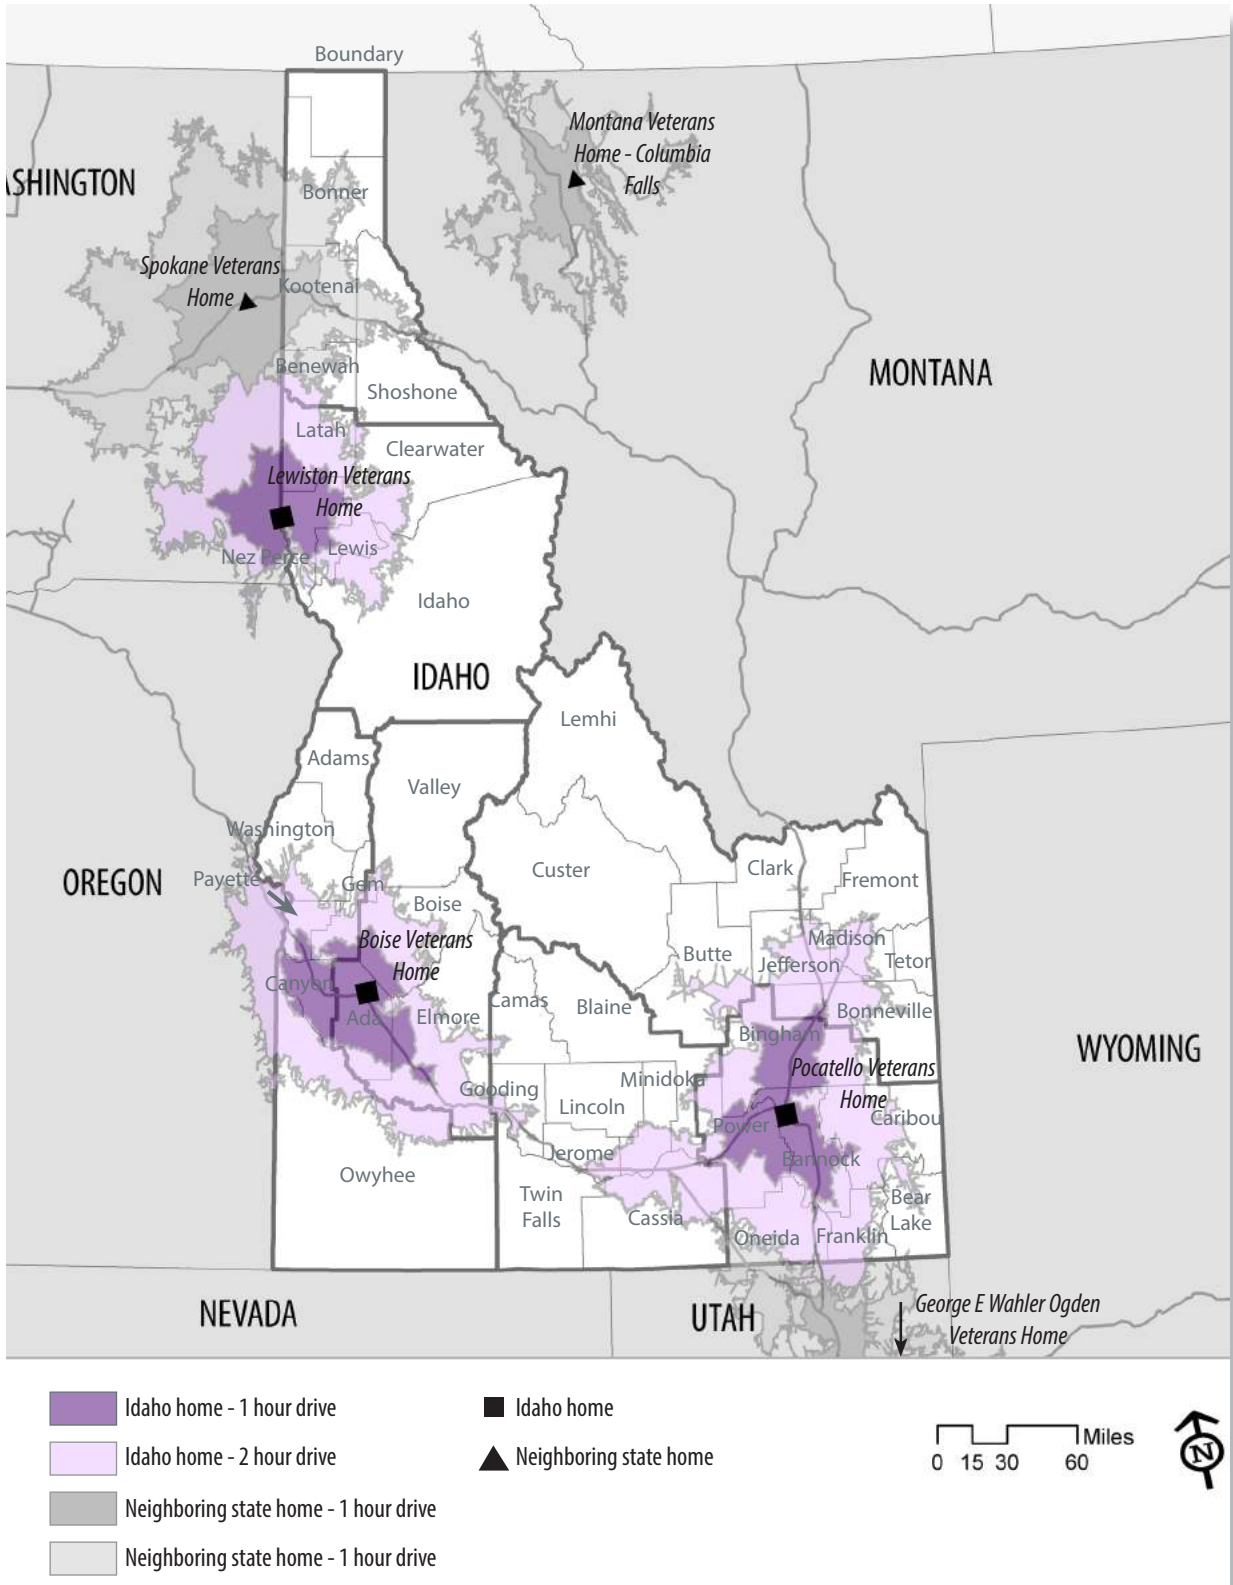 Boundary
Montana Veterans
Home - Columbia
Falls
ASHINGTON
Bonner
Spokane Veterans
Home
Kootenai
MONTANA
Benewah
Shoshone
Latah
Clearwater
Lewiston Veterans
Home
Nez Perce
Lewis
Idaho
IDAHO
Lemhi
Adams
Valley
Washington
OREGON
Payette
Gem
Custer
Clark
Fremont
Boise
Boise Veterans
Home
Madison
Butte
Jefferson
Teton
Canyon
Camas
Blaine
Ada
Elmore
Bonneville
Bingham
WYOMING
Pocatello Veterans
Home
Gooding
Minidoka
Lincoln
Power
Caribou
Jerome
Bannock
Owyhee
Twin
Falls
Cassia
Bear
Lake
Oneida
Franklin
NEVADA
UTAH
George E Wahler Ogden
Veterans Home
Idaho home - 1 hour drive
Idaho home - 2 hour drive
Neighboring state home - 1 hour drive
Neighboring state home - 1 hour drive
Idaho home
Neighboring state home
Miles
0 15 30 60
N